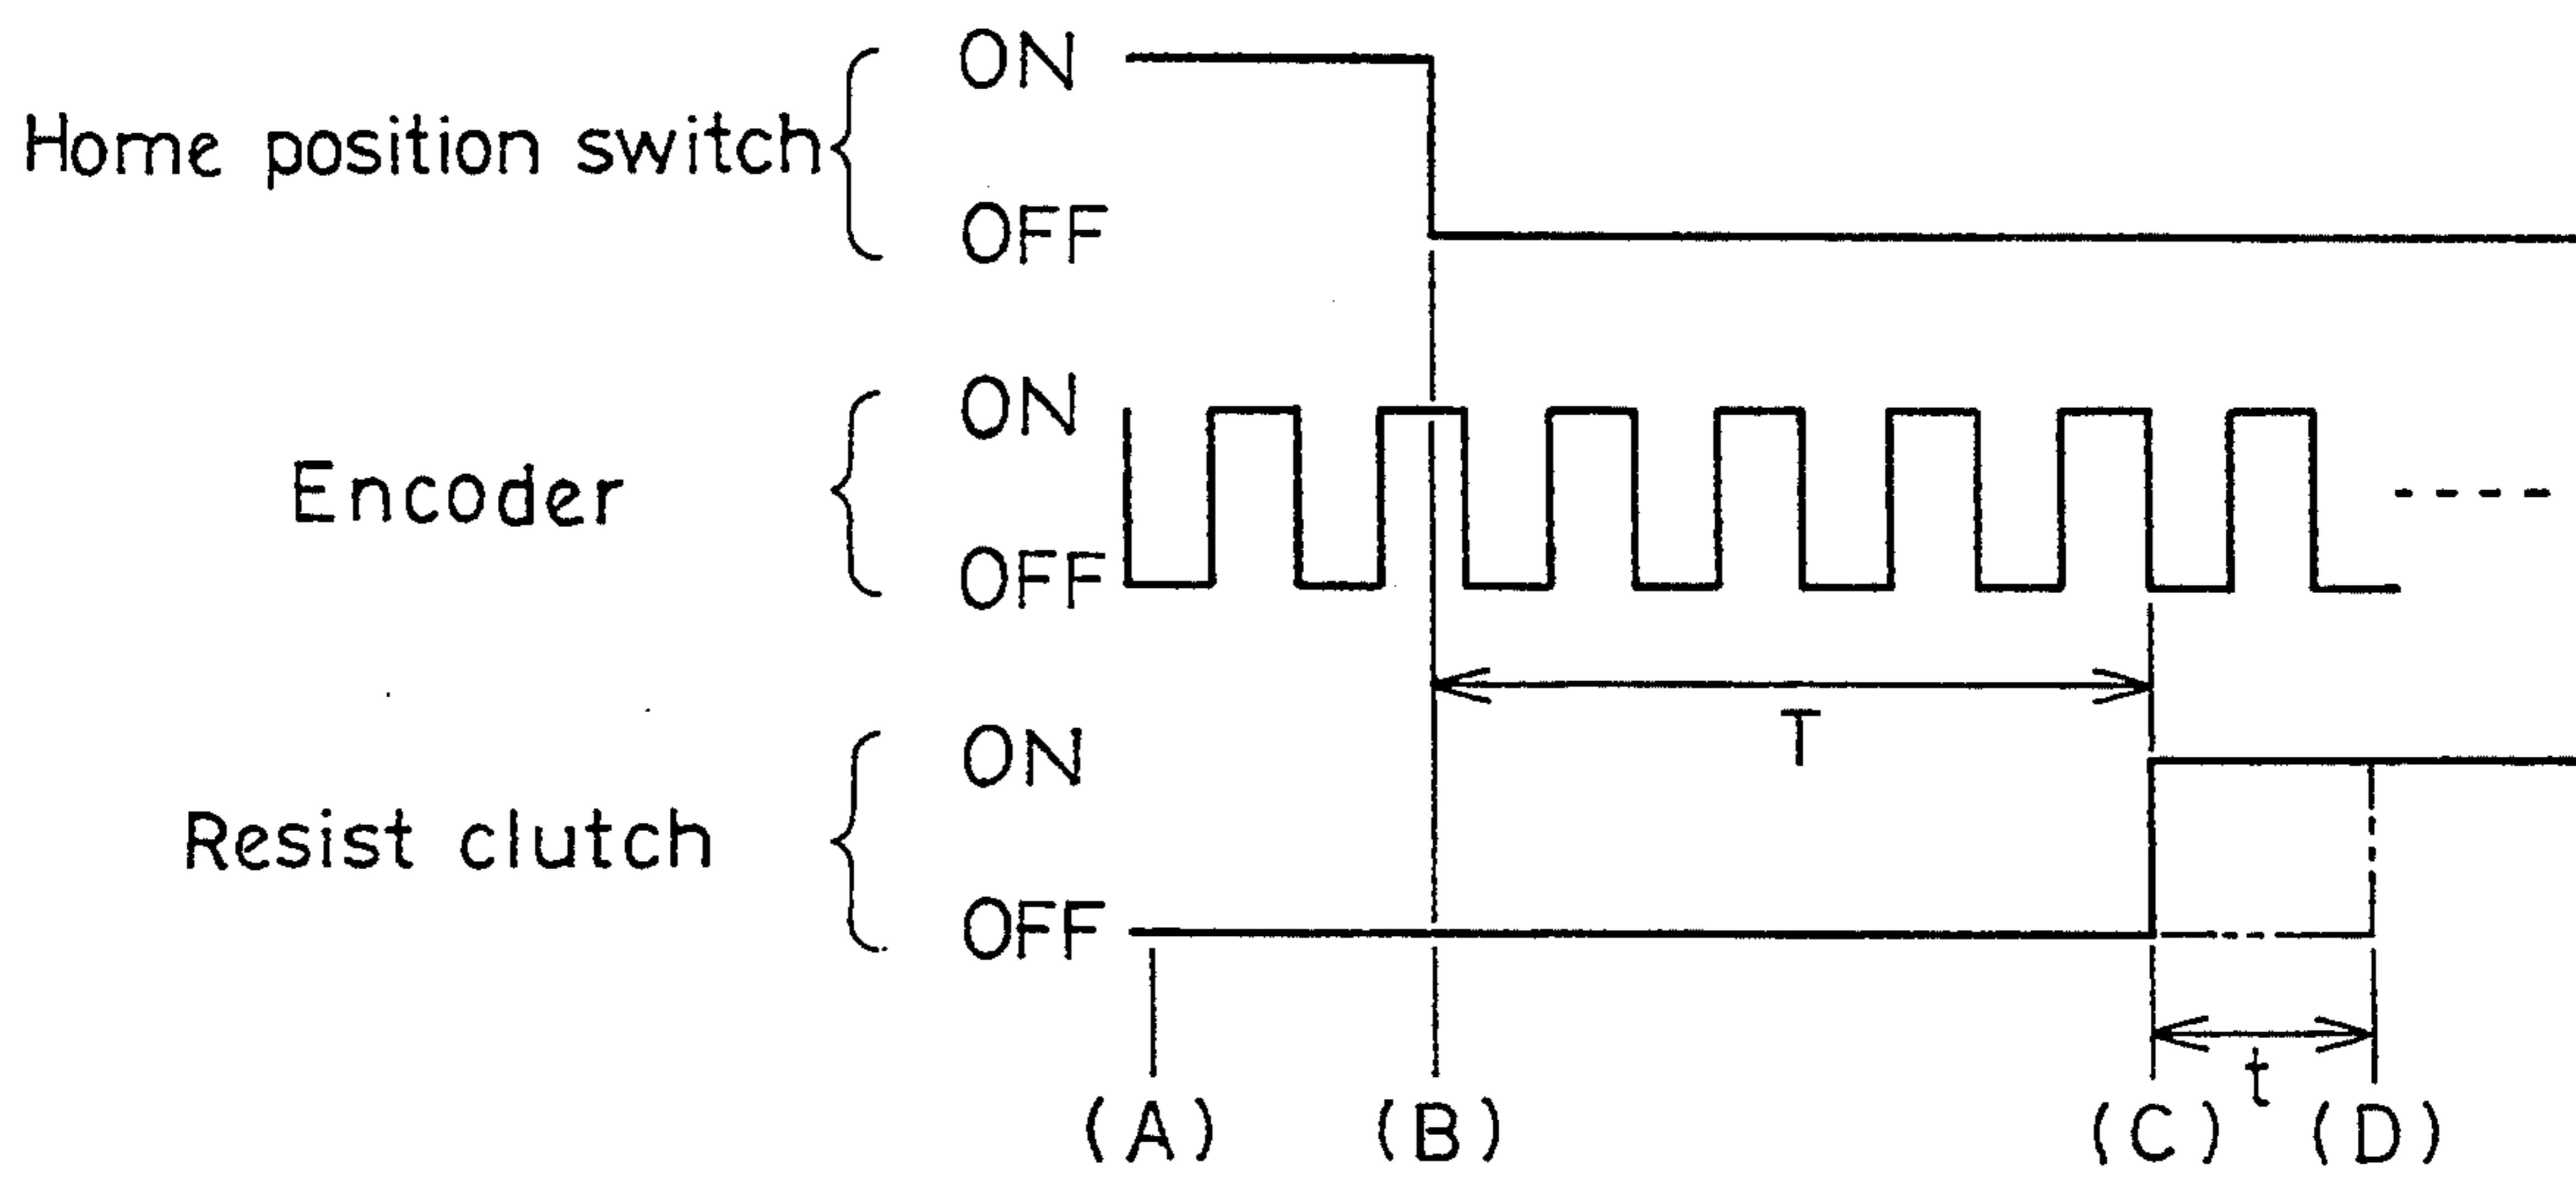 Home position switch
ON
OFF
Encoder
ON
OFF
T
Resist clutch
ON
OFF
t
(A) (B) (C) (D)